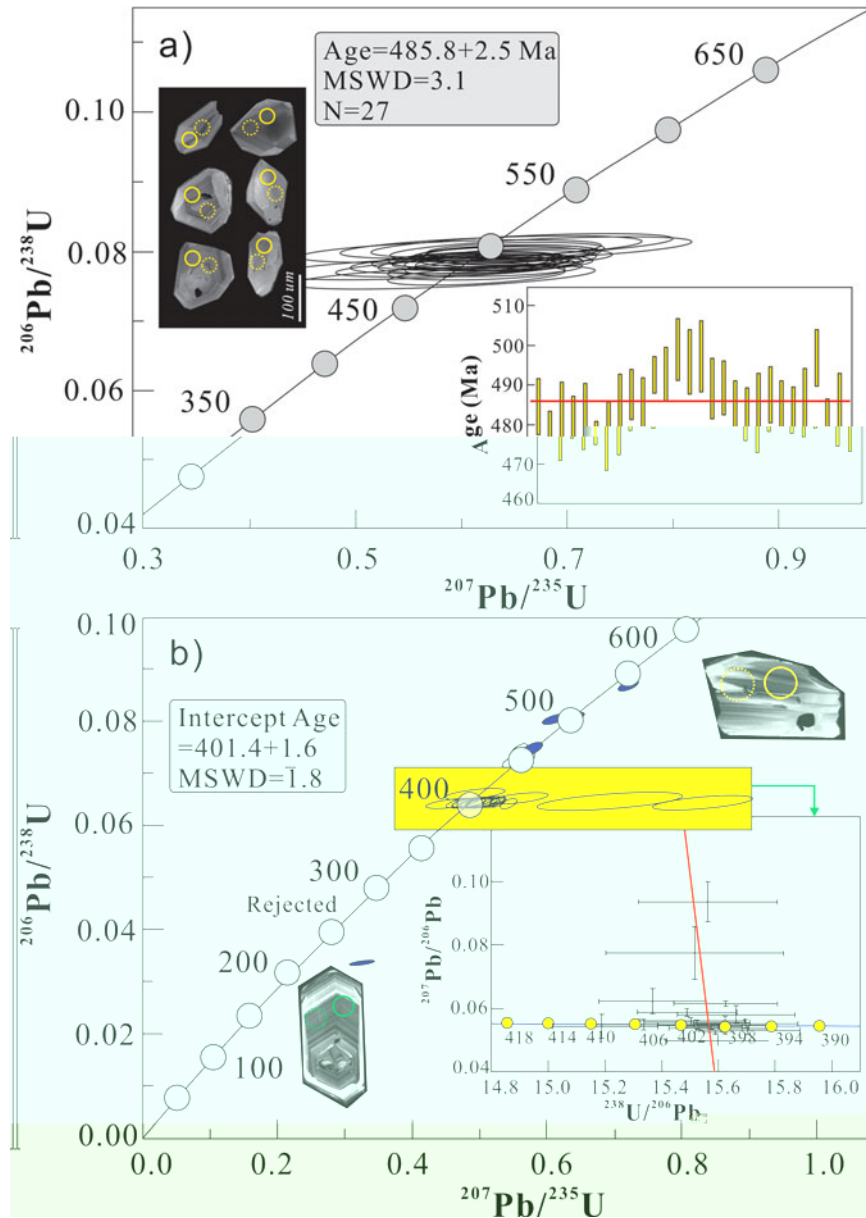 a)
Age=485.8+2.5 Ma
MSWD=3.1
N=27
650
550
450
350
0.10
0.08
0.06
0.04
206Pb/238U
100 um
510
500
490
480
470
460
Age (Ma)
0.3 0.5 0.7 0.9
207Pb/235U
b)
Intercept Age
=401.4+1.6
MSWD=1.8
600
500
400
300
200
100
Rejected
0.10
0.08
0.06
0.04
0.02
0.00
206Pb/238U
0.10
0.08
0.06
0.04
207Pb/206Pb
418 414 410 406 402 398 394 390
14.8 15.0 15.2 15.4 15.6 15.8 16.0
238U/206Pb
0.0 0.2 0.4 0.6 0.8 1.0
207Pb/235U